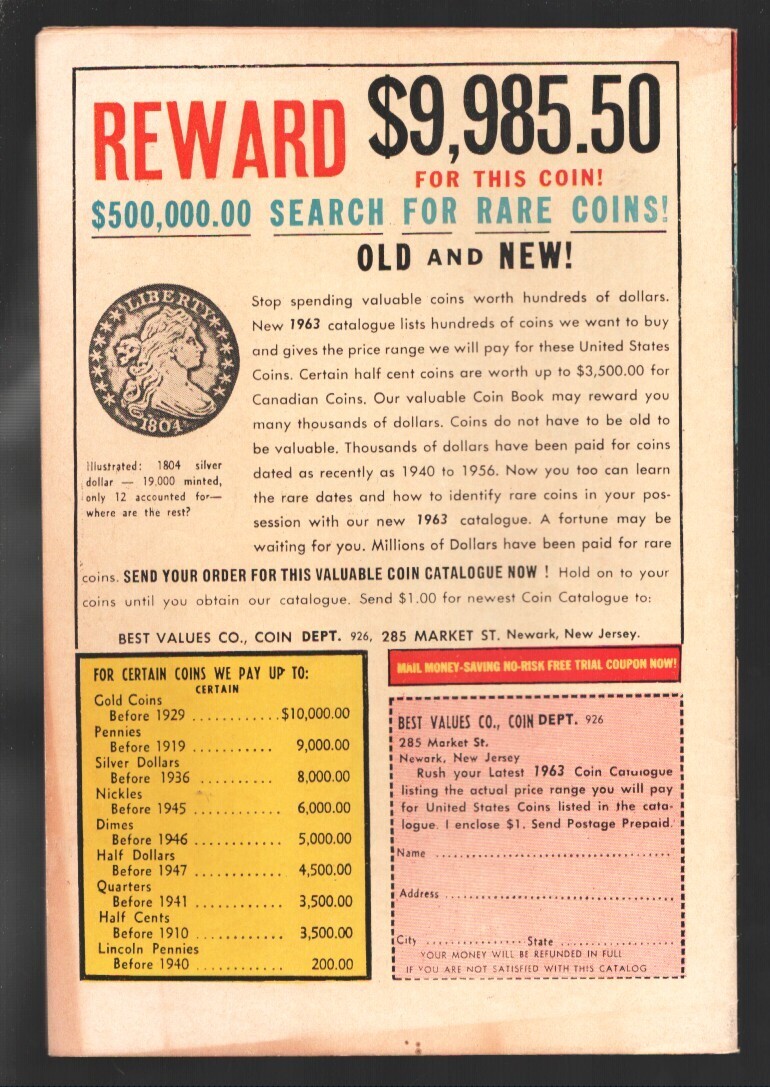 REWARD $9,985.50
FOR THIS COIN!
$500,000.00 SEARCH FOR RARE COINS!
OLD AND NEW!
LIBERTY
1804
Illustrated: 1804 silver
dollar — 19,000 minted,
only 12 accounted for—
where are the rest?
Stop spending valuable coins worth hundreds of dollars.
New 1963 catalogue lists hundreds of coins we want to buy
and gives the price range we will pay for these United States
Coins. Certain half cent coins are worth up to $3,500.00 for
Canadian Coins. Our valuable Coin Book may reward you
many thousands of dollars. Coins do not have to be old to
be valuable. Thousands of dollars have been paid for coins
dated as recently as 1940 to 1956. Now you too can learn
the rare dates and how to identify rare coins in your pos-
session with our new 1963 catalogue. A fortune may be
waiting for you. Millions of Dollars have been paid for rare
coins. SEND YOUR ORDER FOR THIS VALUABLE COIN CATALOGUE NOW ! Hold on to your
coins until you obtain our catalogue. Send $1.00 for newest Coin Catalogue to:
BEST VALUES CO., COIN DEPT. 926, 285 MARKET ST. Newark, New Jersey.
FOR CERTAIN COINS WE PAY UP TO:
CERTAIN
Gold Coins
Before 1929 ............$10,000.00
Pennies
Before 1919 ........... 9,000.00
Silver Dollars
Before 1936 .......... 8,000.00
Nickles
Before 1945 ............ 6,000.00
Dimes
Before 1946 ............ 5,000.00
Half Dollars
Before 1947 ............ 4,500.00
Quarters
Before 1941 ............ 3,500.00
Half Cents
Before 1910 ............ 3,500.00
Lincoln Pennies
Before 1940 ............ 200.00
MAIL MONEY-SAVING NO-RISK FREE TRIAL COUPON NOW!
BEST VALUES CO., COIN DEPT. 926
285 Market St.
Newark, New Jersey
Rush your Latest 1963 Coin Catalogue
listing the actual price range you will pay
for United States Coins listed in the cata-
logue. I enclose $1. Send Postage Prepaid.
Name ........................................
Address ........................................
City ................ State ....................
YOUR MONEY WILL BE REFUNDED IN FULL
IF YOU ARE NOT SATISFIED WITH THIS CATALOG